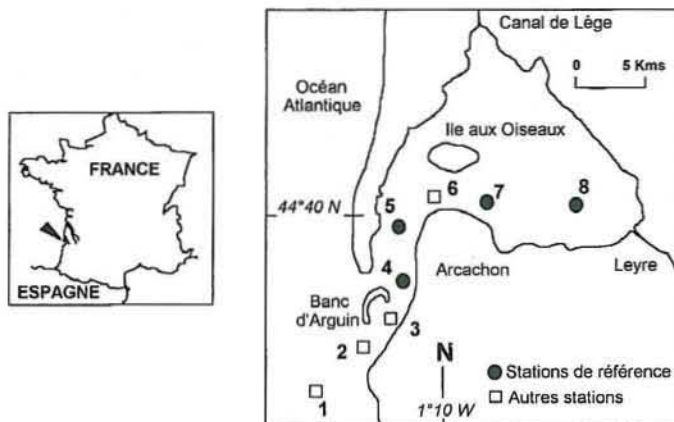 FRANCE
ESPAGNE
Canal de Lége
0 5 Kms
Océan
Atlantique
Ile aux Oiseaux
44°40 N
5
6
7
8
4
Arcachon
Leyre
Banc
d'Arguin
3
2
N
1
1°10 W
Stations de référence
Autres stations